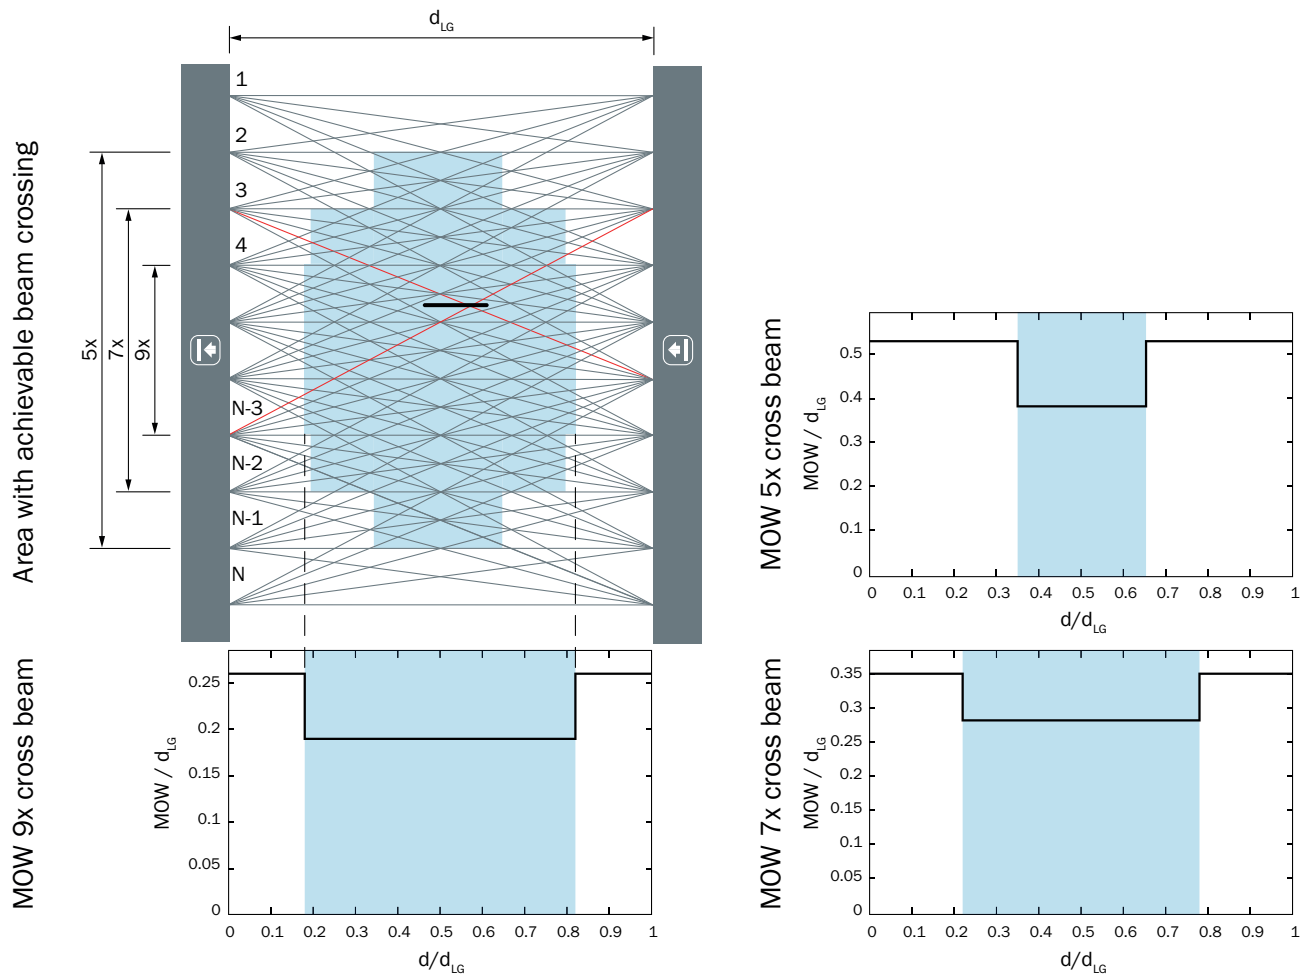 d_LG
Area with achievable beam crossing
5x
7x
9x
1
2
3
4
N-3
N-2
N-1
N
MOW 5x cross beam
MOW / d_LG
0.5
0.4
0.3
0.2
0.1
0
0 0.1 0.2 0.3 0.4 0.5 0.6 0.7 0.8 0.9 1
d/d_LG
MOW 9x cross beam
MOW / d_LG
0.25
0.2
0.15
0.1
0.05
0
0 0.1 0.2 0.3 0.4 0.5 0.6 0.7 0.8 0.9 1
d/d_LG
MOW 7x cross beam
MOW / d_LG
0.35
0.3
0.25
0.2
0.15
0.1
0.05
0
0 0.1 0.2 0.3 0.4 0.5 0.6 0.7 0.8 0.9 1
d/d_LG